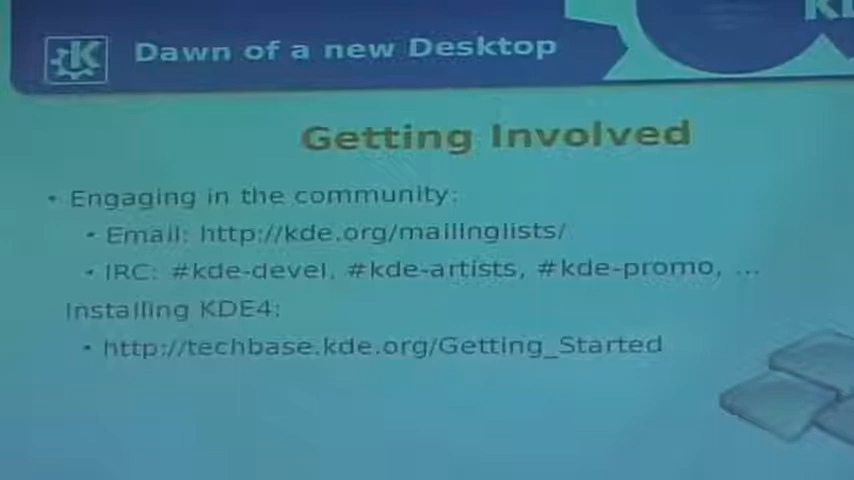 K
Dawn of a new Desktop
Getting Involved
• Engaging in the community:
• Email: http://kde.org/mailinglists/
• IRC: #kde-devel, #kde-artists, #kde-promo, ...
Installing KDE4:
• http://techbase.kde.org/Getting_Started